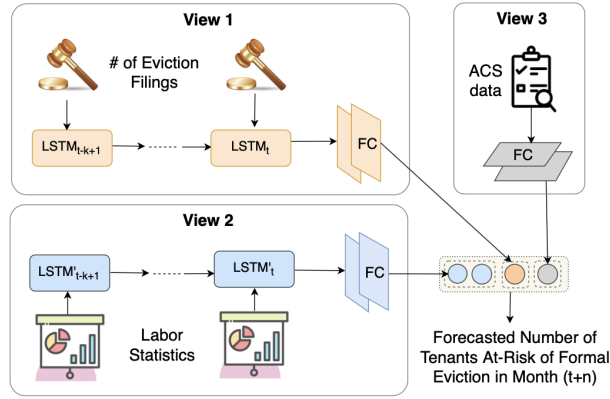 View 1
# of Eviction
Filings
LSTMt-k+1
LSTMt
FC
View 3
ACS
data
FC
View 2
LSTM't-k+1
LSTM't
FC
Labor
Statistics
Forecasted Number of
Tenants At-Risk of Formal
Eviction in Month (t+n)